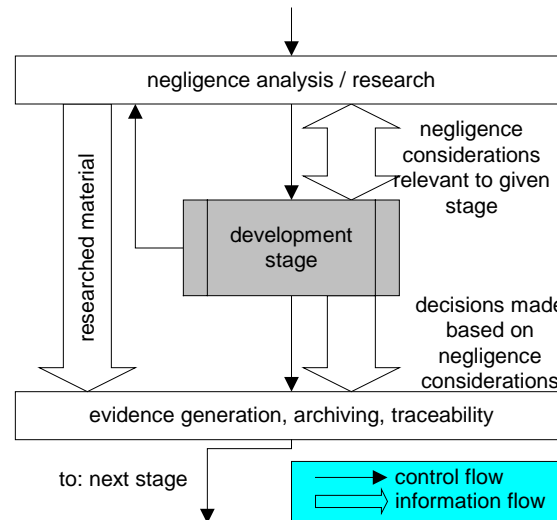 negligence analysis / research
negligence
considerations
relevant to given
stage
researched material
development
stage
decisions made
based on
negligence
considerations
evidence generation, archiving, traceability
to: next stage
control flow
information flow